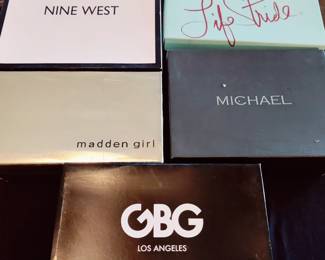 NINE WEST
Life Stride
madden girl
MICHAEL
GBG
LOS ANGELES